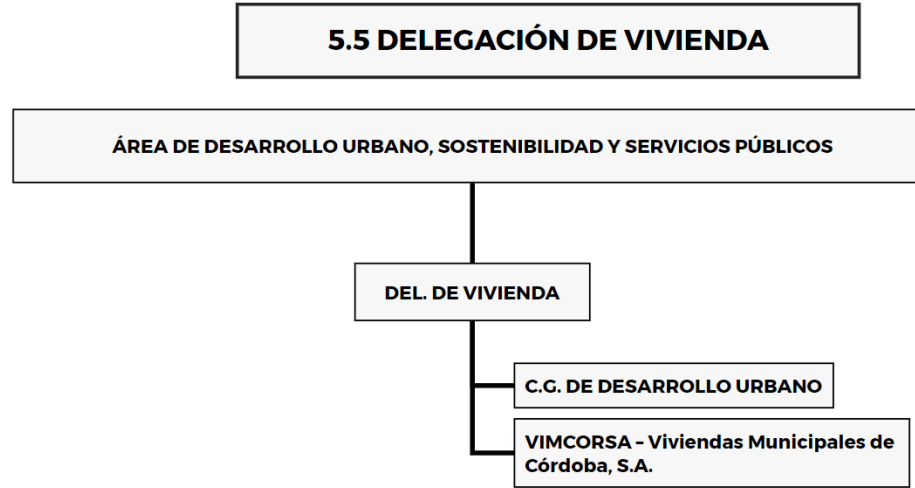 5.5 DELEGACIÓN DE VIVIENDA
ÁREA DE DESARROLLO URBANO, SOSTENIBILIDAD Y SERVICIOS PÚBLICOS
DEL. DE VIVIENDA
C.G. DE DESARROLLO URBANO
VIMCORSA – Viviendas Municipales de
Córdoba, S.A.